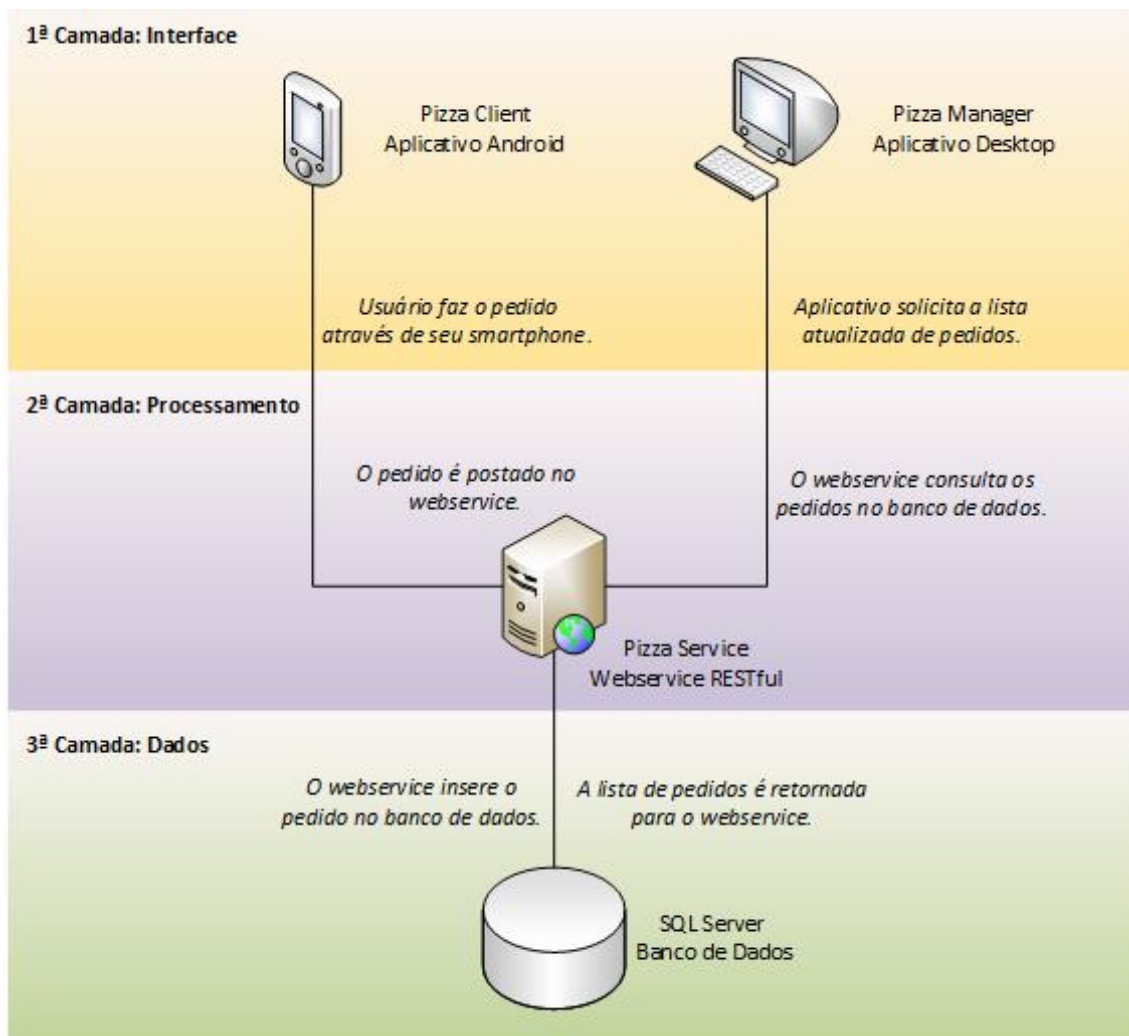 1ª Camada: Interface
Pizza Client
Aplicativo Android
Pizza Manager
Aplicativo Desktop
Usuário faz o pedido
através de seu smartphone.
Aplicativo solicita a lista
atualizada de pedidos.
2ª Camada: Processamento
O pedido é postado no
webservice.
O webservice consulta os
pedidos no banco de dados.
Pizza Service
Webservice RESTful
3ª Camada: Dados
O webservice insere o
pedido no banco de dados.
A lista de pedidos é retornada
para o webservice.
SQL Server
Banco de Dados